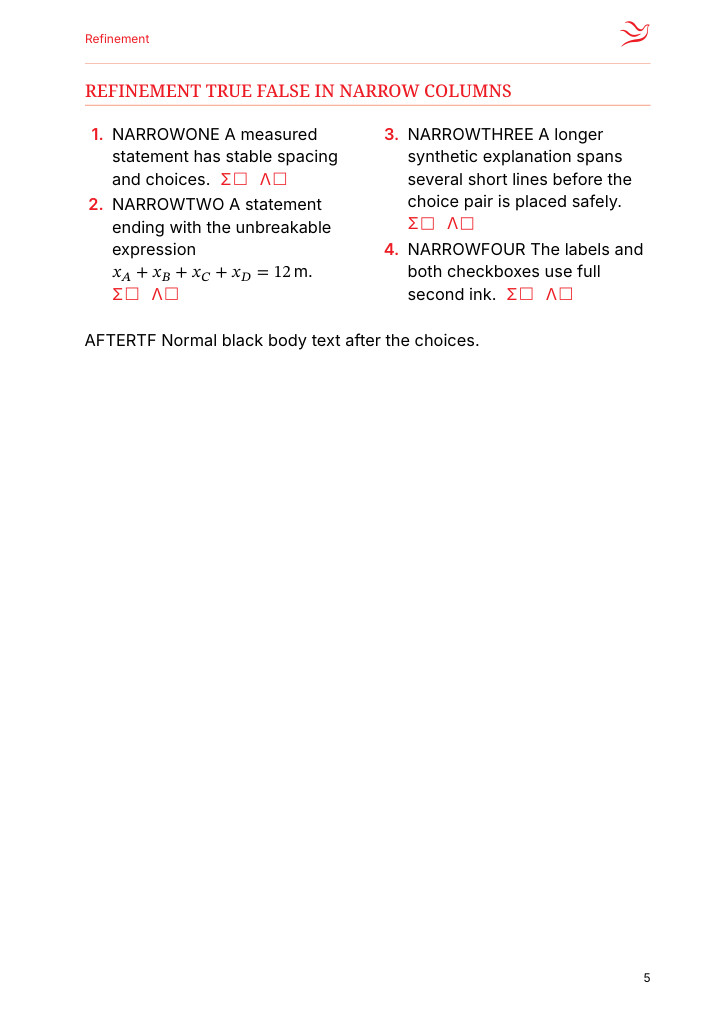 Refinement
REFINEMENT TRUE FALSE IN NARROW COLUMNS
1. NARROWONE A measured
statement has stable spacing
and choices. Σ☐ Λ☐
2. NARROWTWO A statement
ending with the unbreakable
expression
x_A + x_B + x_C + x_D = 12 m.
Σ☐ Λ☐
3. NARROWTHREE A longer
synthetic explanation spans
several short lines before the
choice pair is placed safely.
Σ☐ Λ☐
4. NARROWFOUR The labels and
both checkboxes use full
second ink. Σ☐ Λ☐
AFTERTF Normal black body text after the choices.
5